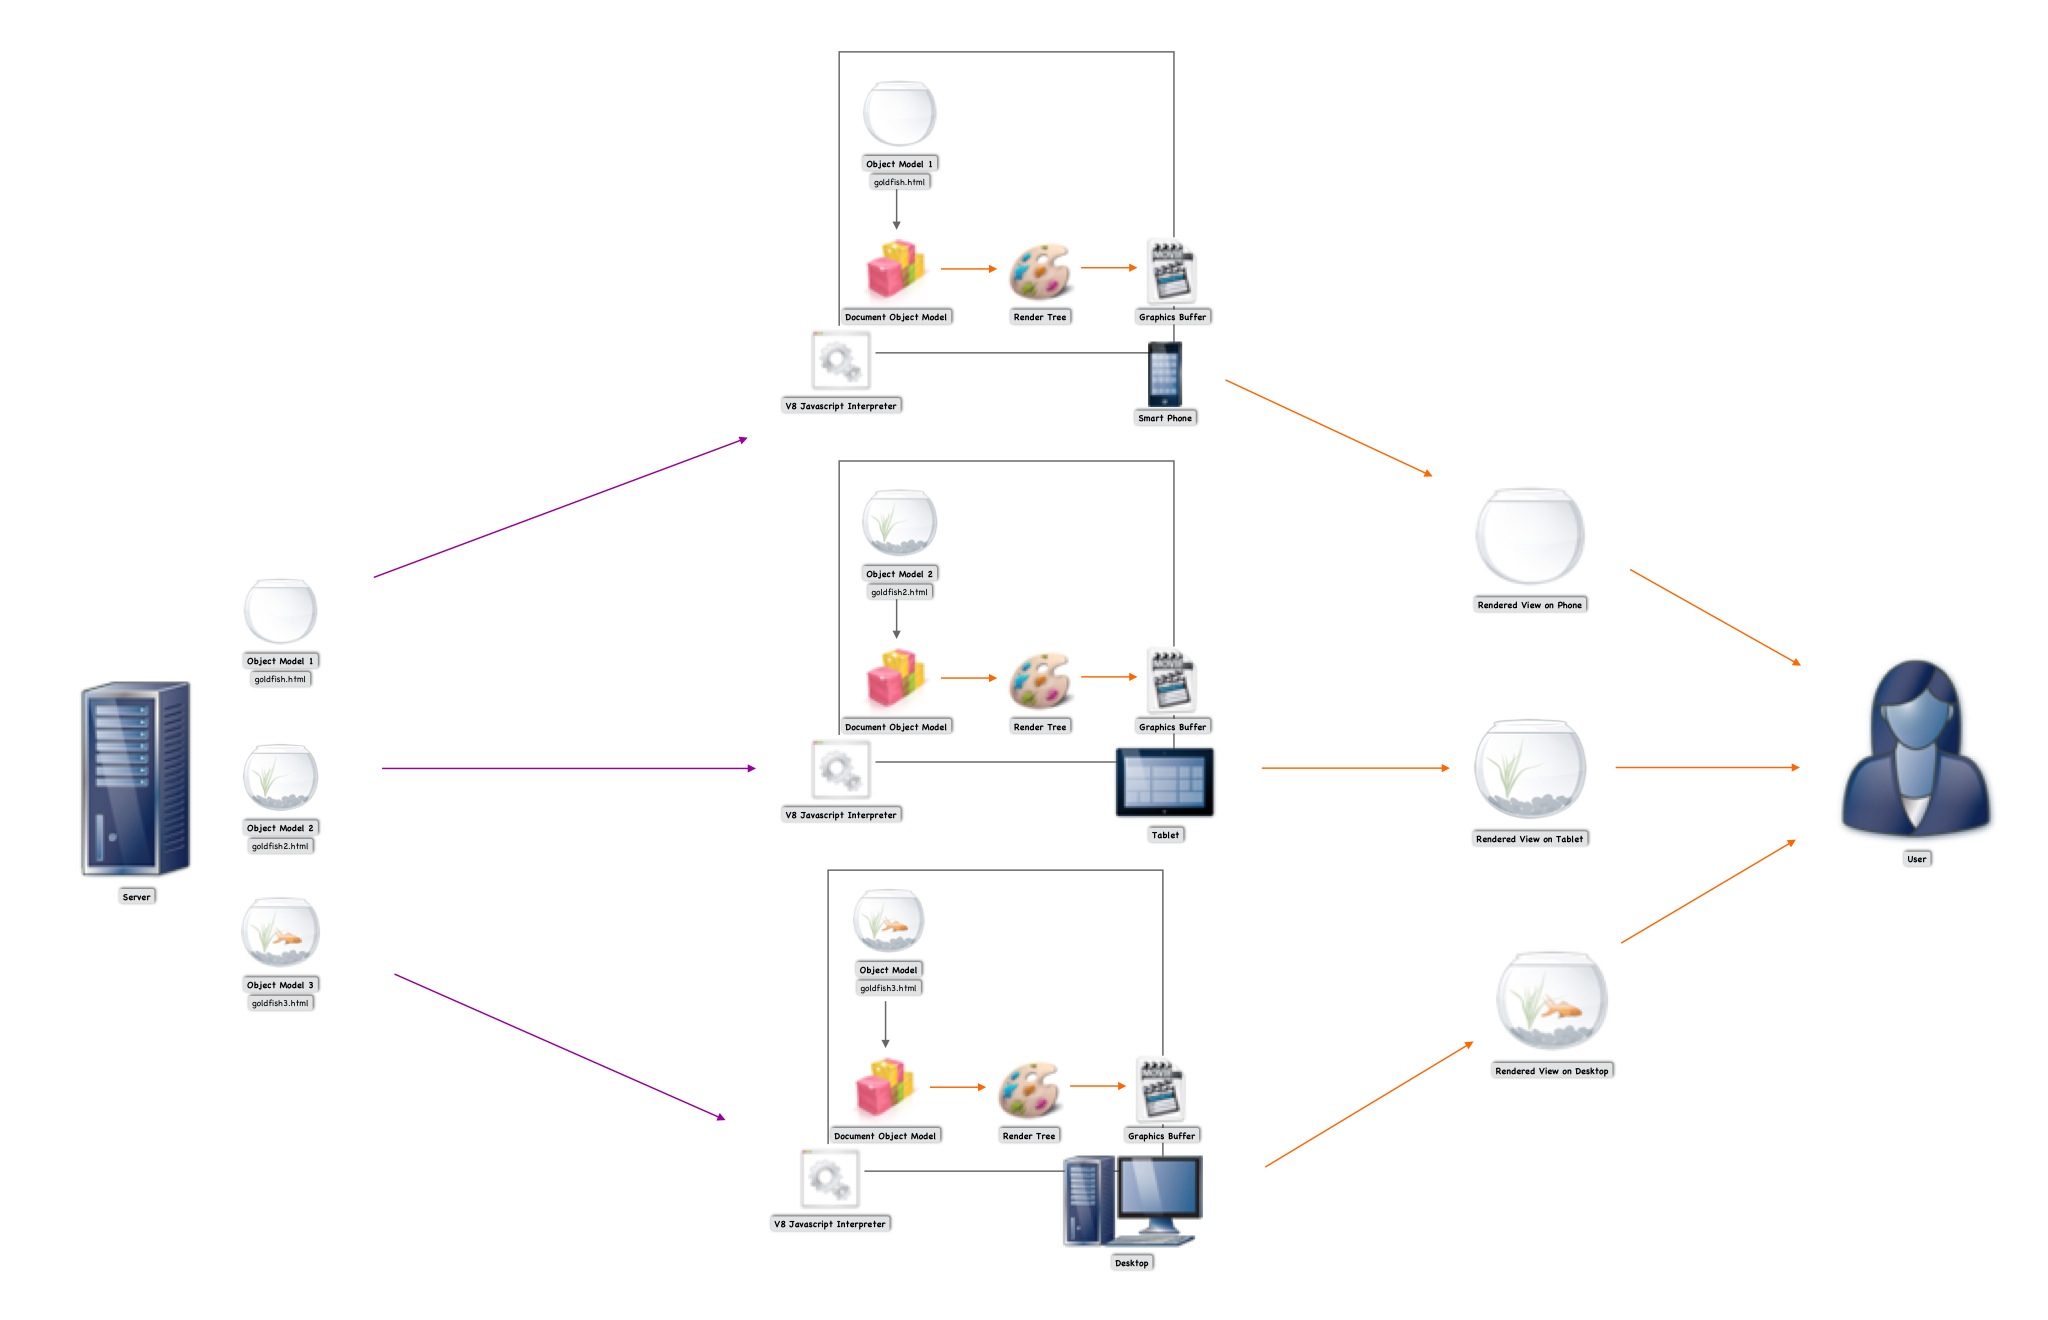 Object Model 1
goldfish.html
Document Object Model
Render Tree
MOVIE
Graphics Buffer
V8 Javascript Interpreter
Smart Phone
Object Model 2
goldfish2.html
Document Object Model
Render Tree
MOVIE
Graphics Buffer
V8 Javascript Interpreter
Tablet
Object Model
goldfish3.html
Document Object Model
Render Tree
MOVIE
Graphics Buffer
V8 Javascript Interpreter
Desktop
Object Model 1
goldfish.html
Object Model 2
goldfish2.html
Server
Object Model 3
goldfish3.html
Rendered View on Phone
Rendered View on Tablet
Rendered View on Desktop
User